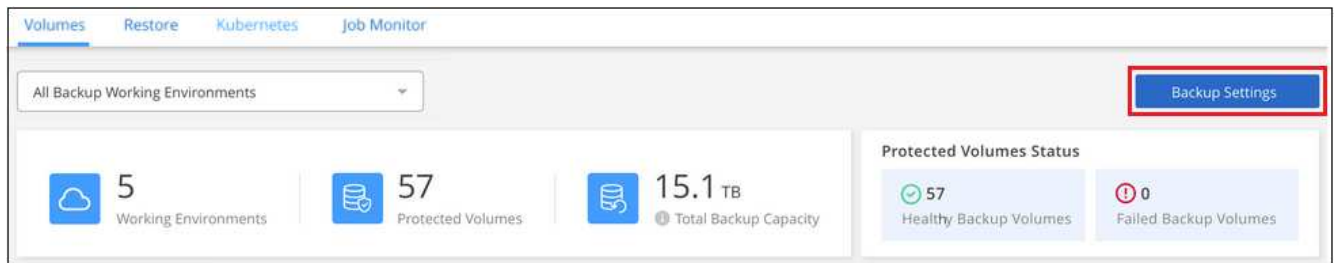 Volumes Restore Kubernetes Job Monitor
All Backup Working Environments
Backup Settings
5
Working Environments
57
Protected Volumes
15.1 TB
Total Backup Capacity
Protected Volumes Status
57
Healthy Backup Volumes
0
Failed Backup Volumes